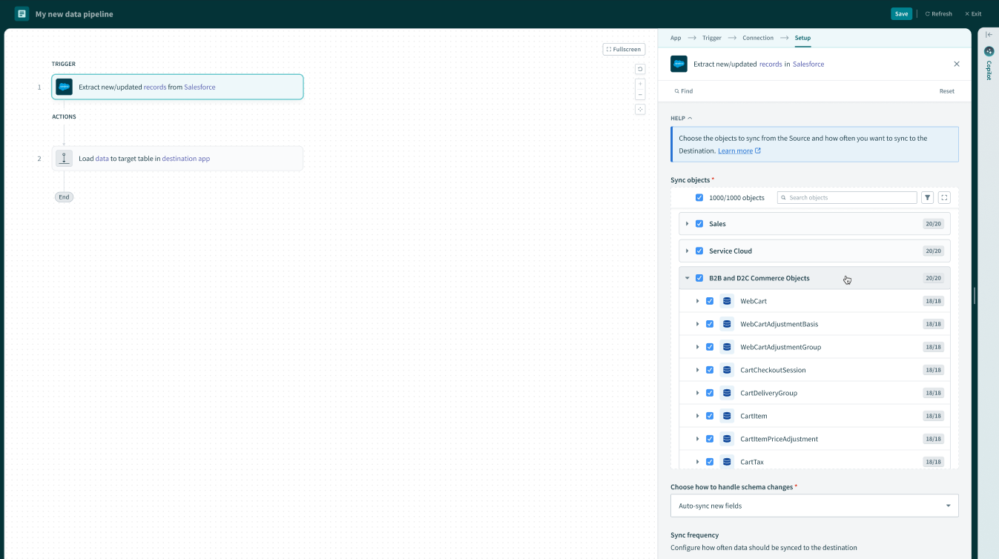 My new data pipeline
Save
Refresh
Exit
Fullscreen
TRIGGER
1
Extract new/updated records from Salesforce
ACTIONS
2
Load data to target table in destination app
End
App
Trigger
Connection
Setup
Extract new/updated records in Salesforce
Find
Reset
HELP
Choose the objects to sync from the Source and how often you want to sync to the
Destination. Learn more
Sync objects *
1000/1000 objects
Search objects
Sales
20/20
Service Cloud
20/20
B2B and D2C Commerce Objects
20/20
WebCart
18/18
WebCartAdjustmentBasis
18/18
WebCartAdjustmentGroup
18/18
CartCheckoutSession
18/18
CartDeliveryGroup
18/18
CartItem
18/18
CartItemPriceAdjustment
18/18
CartTax
18/18
Choose how to handle schema changes *
Auto-sync new fields
Sync frequency
Configure how often data should be synced to the destination
Copilot